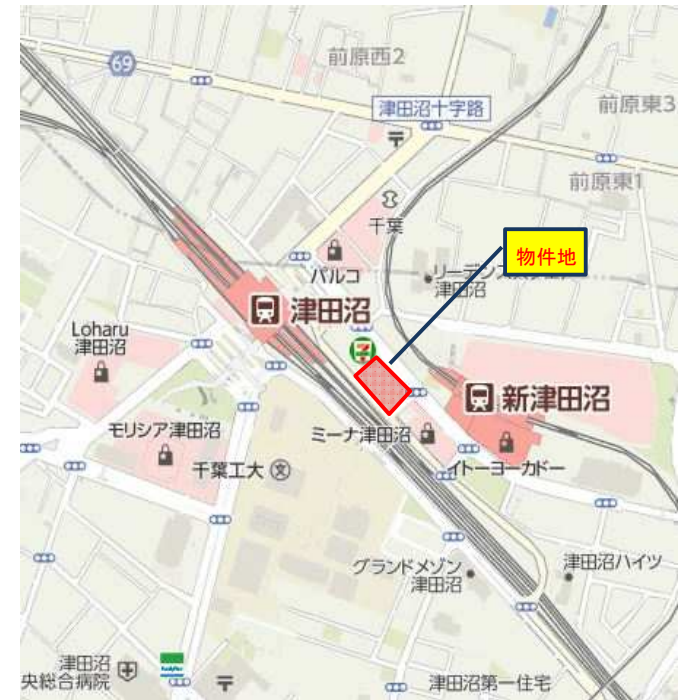 前原西2
69
津田沼十字路
前原東3
〒
前原東1
千葉
物件地
パルコ
津田沼
津田沼
Loharu
津田沼
7
新津田沼
モリシア津田沼
ミーナ津田沼
千葉工大 文
イトーヨーカドー
グランドメゾン
津田沼
津田沼ハイツ
津田沼
央総合病院
FamilyMart
〒
津田沼第一住宅